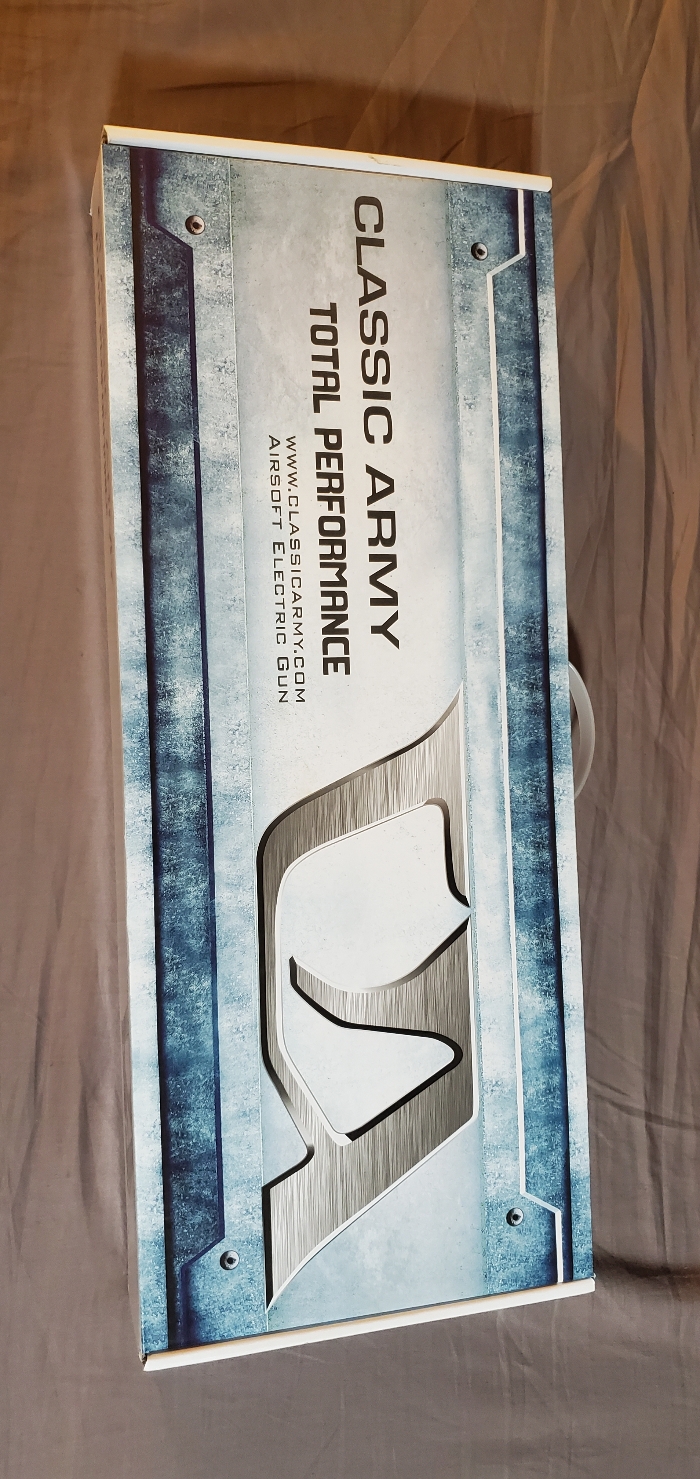 CLASSIC ARMY
TOTAL PERFORMANCE
WWW.CLASSICARMY.COM
AIRSOFT ELECTRIC GUN